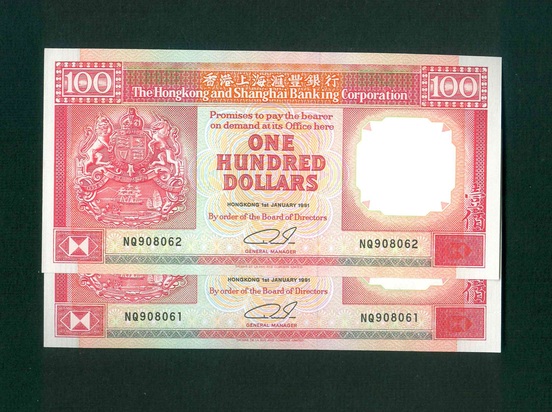 100 香港上海滙豐銀行 100
The Hongkong and Shanghai Banking Corporation
Promises to pay the bearer
on demand at its Office here
ONE
HUNDRED
DOLLARS
HONGKONG 1st JANUARY 1991
By order of the Board of Directors
NQ908062 NQ908062
GENERAL MANAGER
HONGKONG 1st JANUARY 1991
By order of the Board of Directors
NQ908061 NQ908061
GENERAL MANAGER